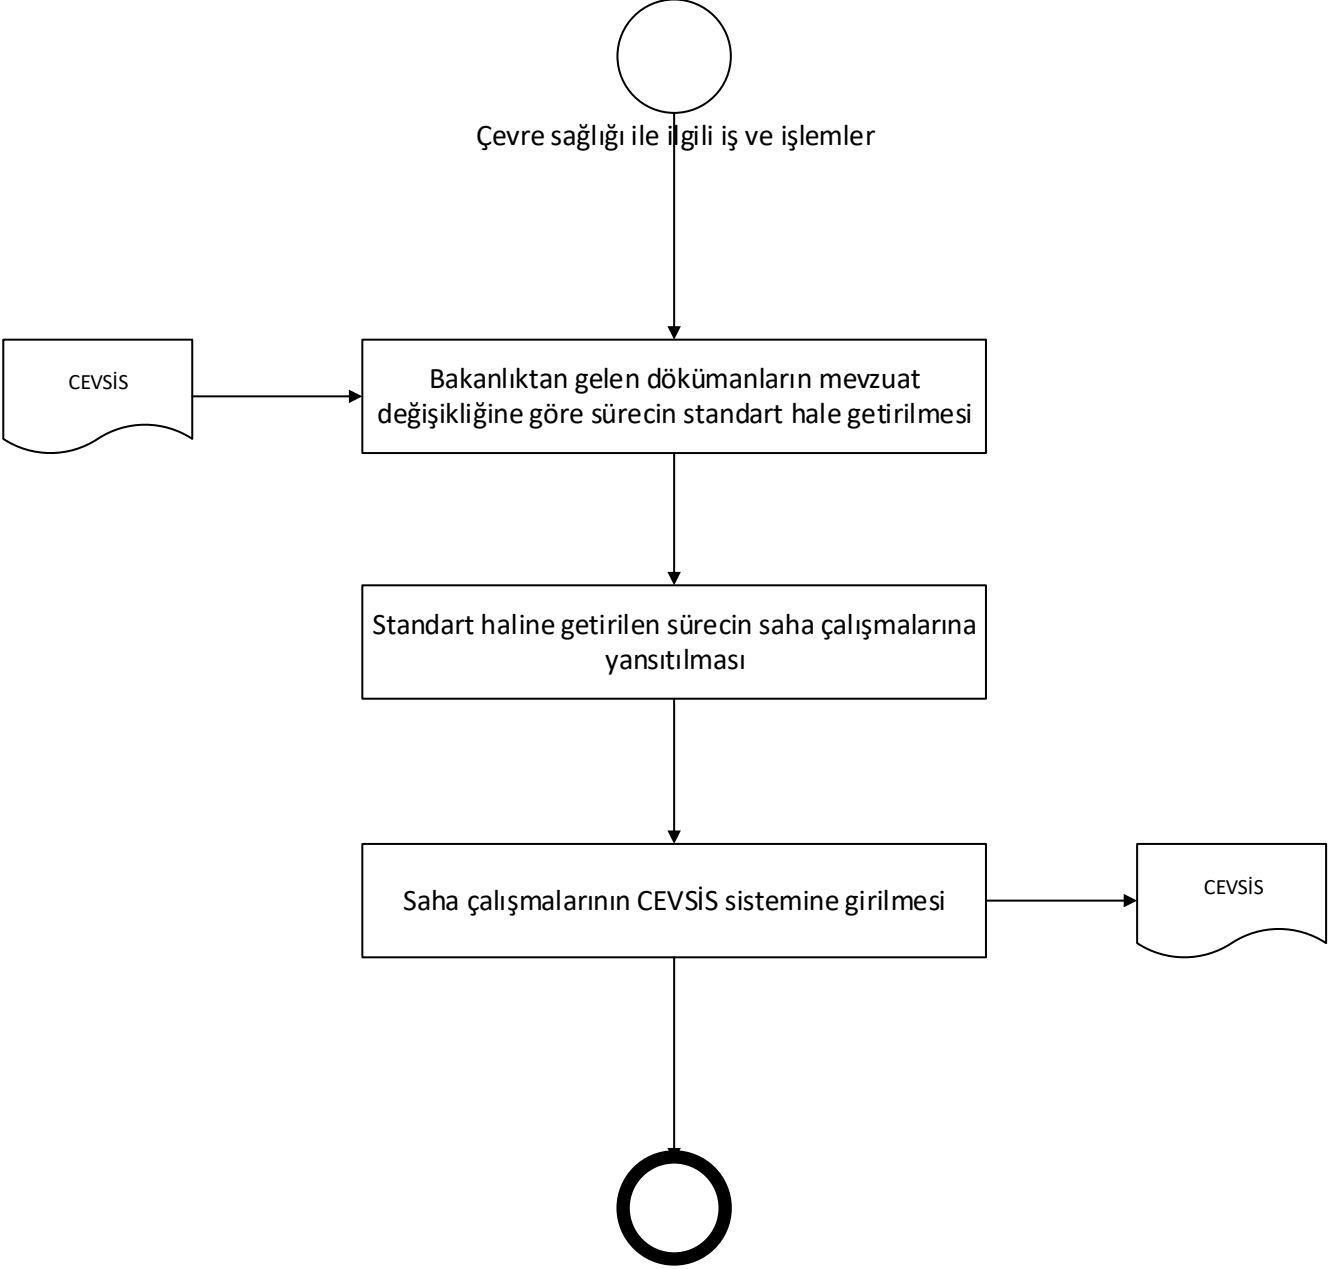 Çevre sağlığı ile ilgili iş ve işlemler
CEVSİS
Bakanlıktan gelen dökümanların mevzuat
değişikliğine göre sürecin standart hale getirilmesi
Standart haline getirilen sürecin saha çalışmalarına
yansıtılması
Saha çalışmalarının CEVSİS sistemine girilmesi
CEVSİS